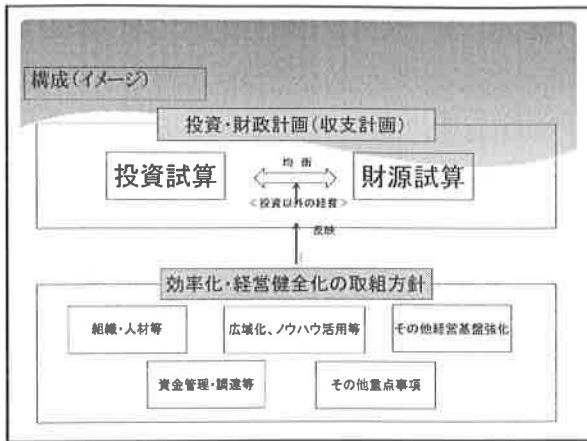 構成(イメージ)
投資・財政計画(収支計画)
投資試算
均 衡
財源試算
<投資以外の経費>
反映
効率化・経営健全化の取組方針
組織・人材等
広域化、ノウハウ活用等
その他経営基盤強化
資金管理・調達等
その他重点事項